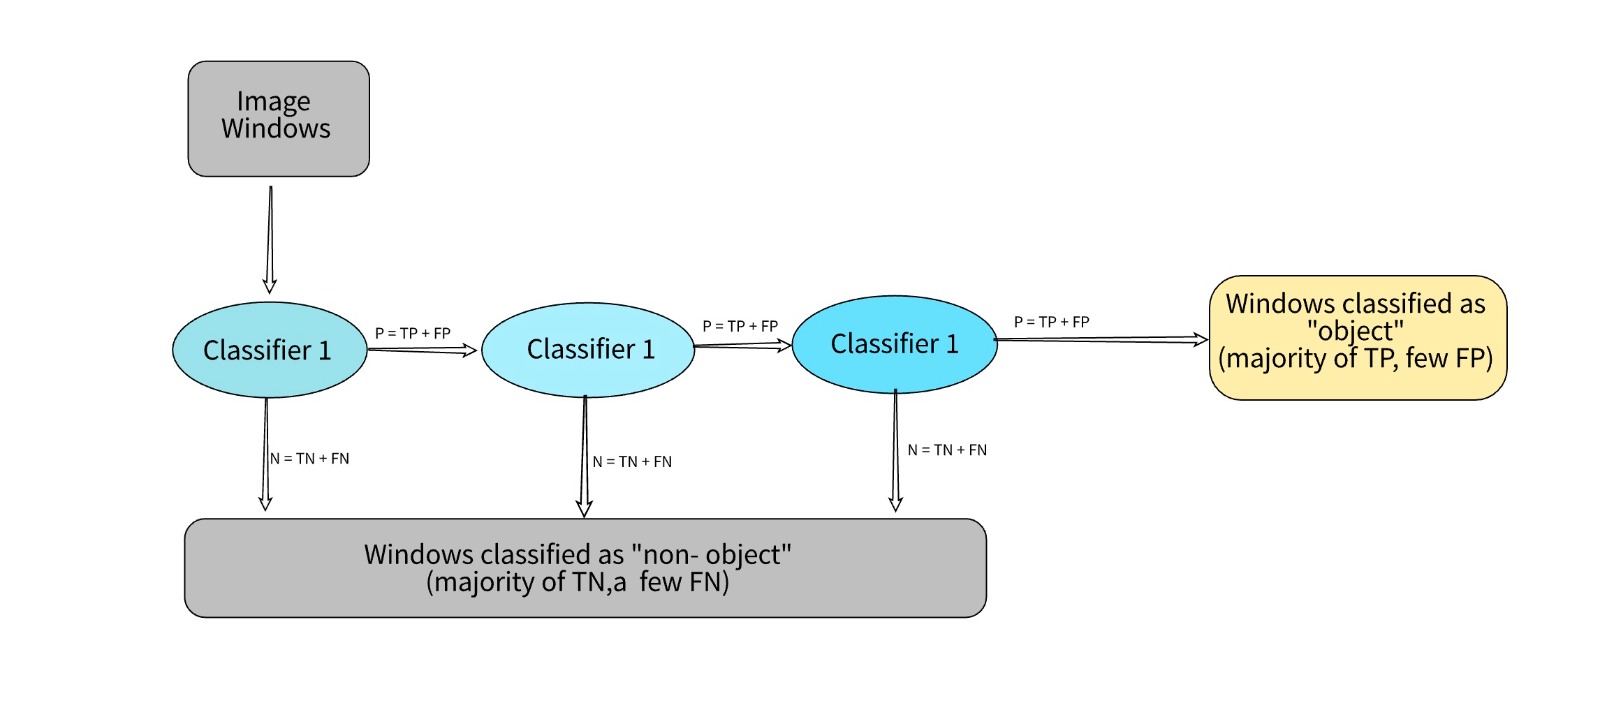 Image
Windows
Classifier 1
P = TP + FP
Classifier 1
P = TP + FP
Classifier 1
P = TP + FP
Windows classified as
"object"
(majority of TP, few FP)
N = TN + FN
N = TN + FN
N = TN + FN
Windows classified as "non- object"
(majority of TN,a  few FN)